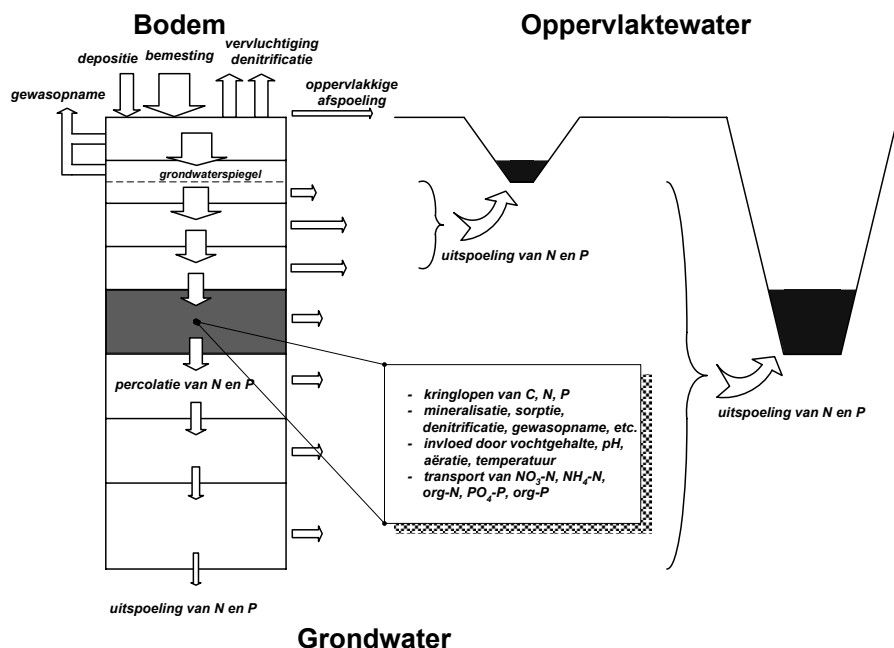 Bodem
Oppervlaktewater
depositie
bemesting
vervluchtiging
denitrificatie
gewasopname
oppervlakkige
afspoeling
grondwaterspiegel
uitspoeling van N en P
percolatie van N en P
- kringlopen van C, N, P
- mineralisatie, sorptie,
denitrificatie, gewasopname, etc.
- invloed door vochtgehalte, pH,
aëratie, temperatuur
- transport van NO₃-N, NH₄-N,
org-N, PO₄-P, org-P
uitspoeling van N en P
uitspoeling van N en P
Grondwater